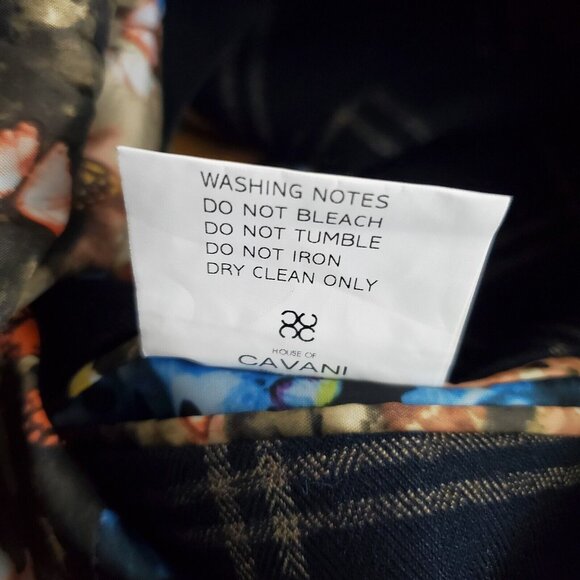 WASHING NOTES
DO NOT BLEACH
DO NOT TUMBLE
DO NOT IRON
DRY CLEAN ONLY
HOUSE OF
CAVANI